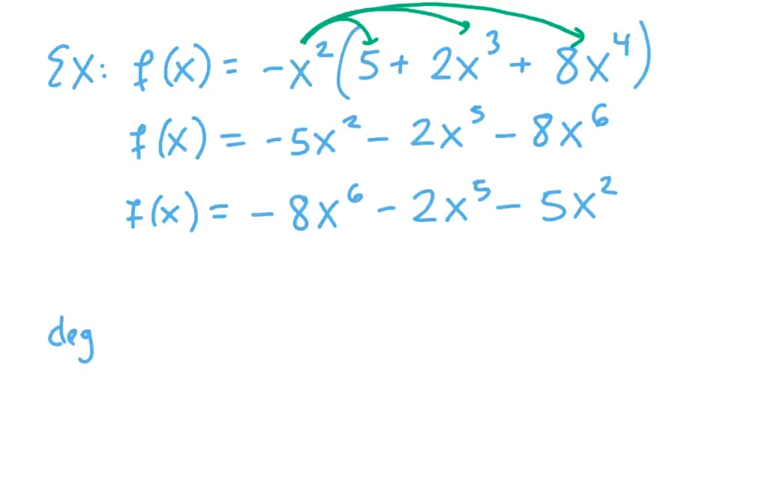 Ex: f(x) = -x²(5 + 2x³ + 8x⁴)
f(x) = -5x² - 2x⁵ - 8x⁶
f(x) = -8x⁶ - 2x⁵ - 5x²
deg